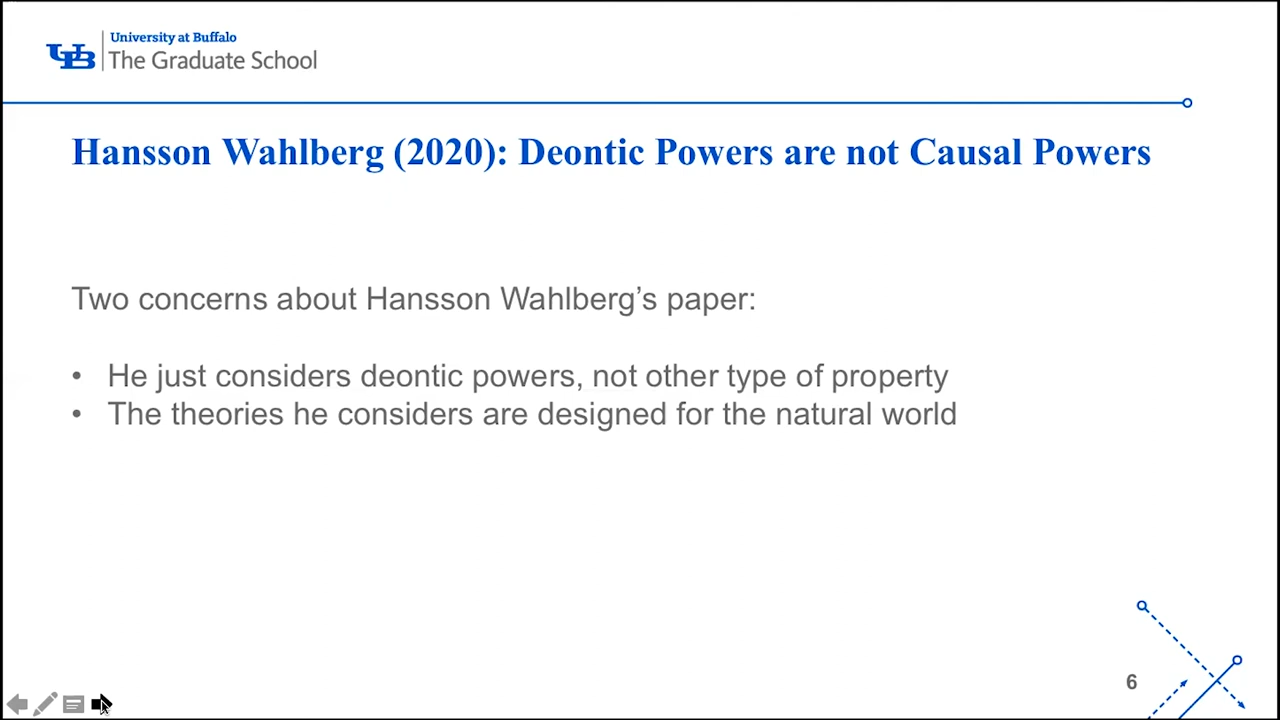 University at Buffalo
The Graduate School
Hansson Wahlberg (2020): Deontic Powers are not Causal Powers
Two concerns about Hansson Wahlberg’s paper:
• He just considers deontic powers, not other type of property
• The theories he considers are designed for the natural world
6